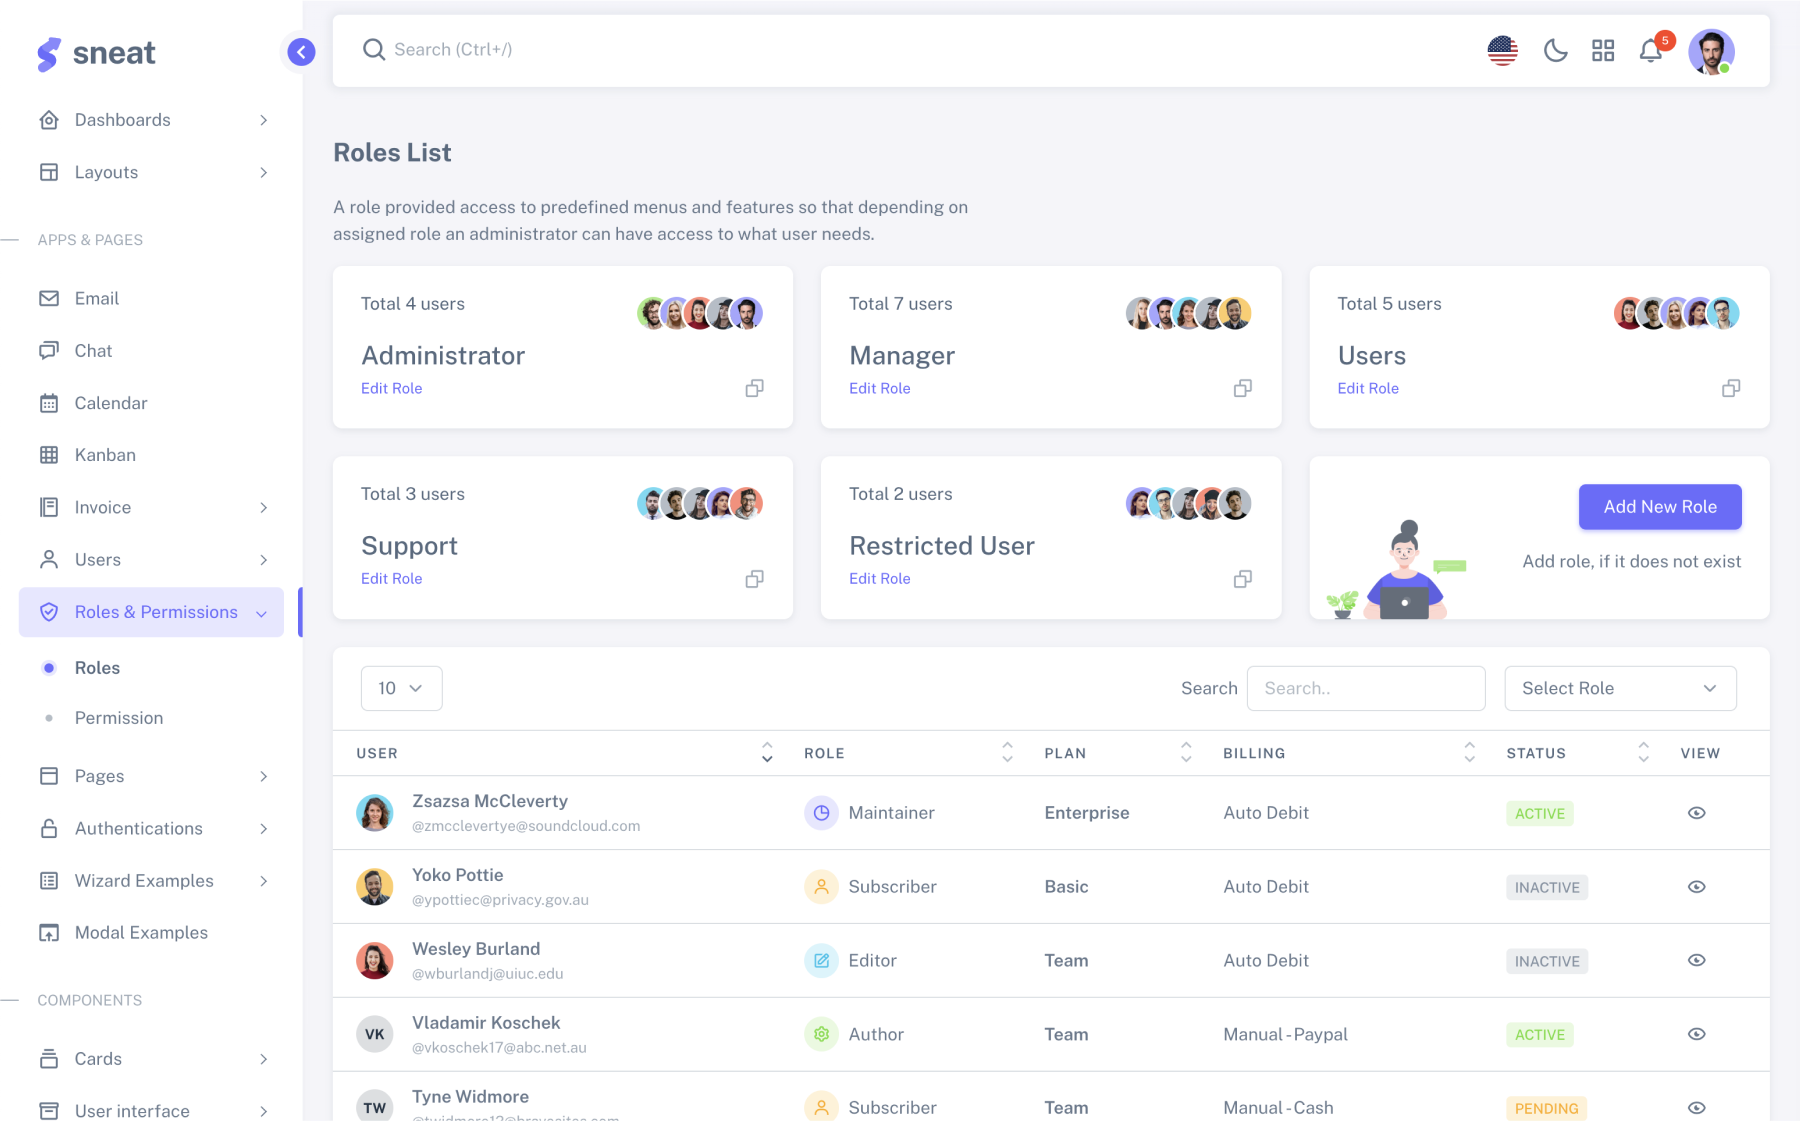 sneat
Search (Ctrl+/)
5
Dashboards
Layouts
APPS & PAGES
Email
Chat
Calendar
Kanban
Invoice
Users
Roles & Permissions
Roles
Permission
Pages
Authentications
Wizard Examples
Modal Examples
COMPONENTS
Cards
User interface
Roles List
A role provided access to predefined menus and features so that depending on
assigned role an administrator can have access to what user needs.
Total 4 users
Administrator
Edit Role
Total 7 users
Manager
Edit Role
Total 5 users
Users
Edit Role
Total 3 users
Support
Edit Role
Total 2 users
Restricted User
Edit Role
Add New Role
Add role, if it does not exist
10
Search Search.. Select Role
USER ROLE PLAN BILLING STATUS VIEW
Zsazsa McCleverty
@zmcclevertye@soundcloud.com
Maintainer Enterprise Auto Debit ACTIVE
Yoko Pottie
@ypottiec@privacy.gov.au
Subscriber Basic Auto Debit INACTIVE
Wesley Burland
@wburlandj@uiuc.edu
Editor Team Auto Debit INACTIVE
VK Vladamir Koschek
@vkoschek17@abc.net.au
Author Team Manual - Paypal ACTIVE
TW Tyne Widmore
Subscriber Team Manual - Cash PENDING